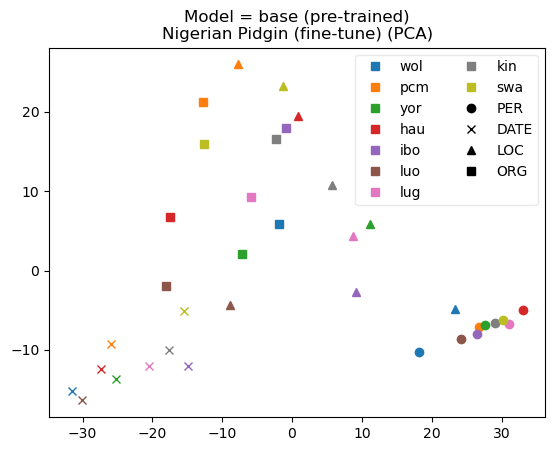 Model = base (pre-trained)
Nigerian Pidgin (fine-tune) (PCA)
wol
pcm
yor
hau
ibo
luo
lug
kin
swa
PER
DATE
LOC
ORG
20
10
0
−10
−30
−20
−10
0
10
20
30